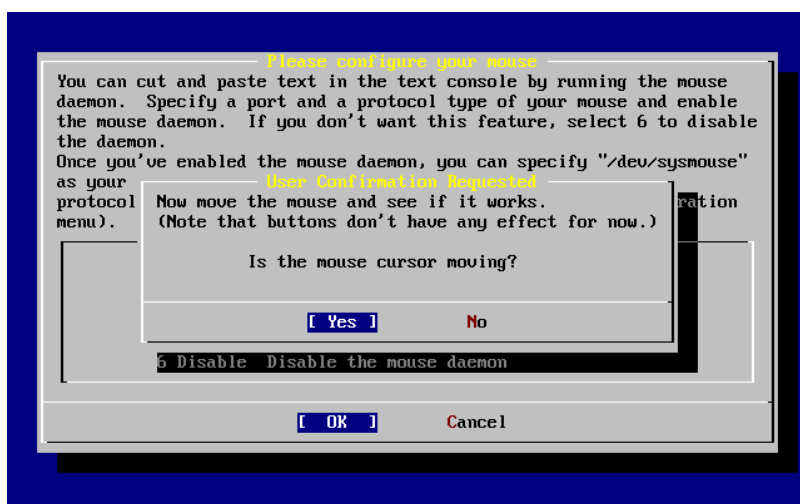 Please configure your mouse
You can cut and paste text in the text console by running the mouse
daemon.  Specify a port and a protocol type of your mouse and enable
the mouse daemon.  If you don't want this feature, select 6 to disable
the daemon.
Once you've enabled the mouse daemon, you can specify "/dev/sysmouse"
as your
User Confirmation Requested
protocol
ration
menu).
Now move the mouse and see if it works.
(Note that buttons don't have any effect for now.)
Is the mouse cursor moving?
[ Yes ]       No
6 Disable  Disable the mouse daemon
[  OK  ]       Cancel